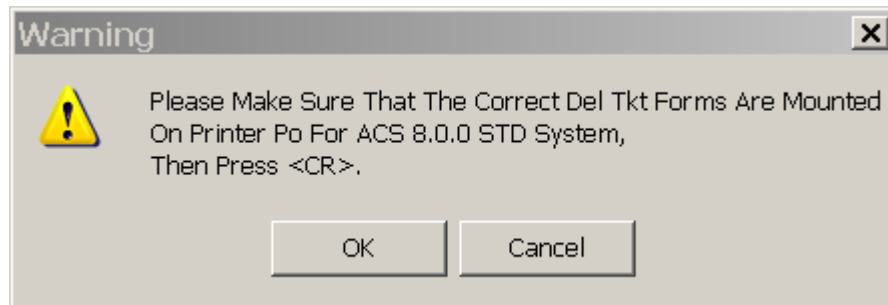 Warning
Please Make Sure That The Correct Del Tkt Forms Are Mounted
On Printer Po For ACS 8.0.0 STD System,
Then Press <CR>.
OK
Cancel